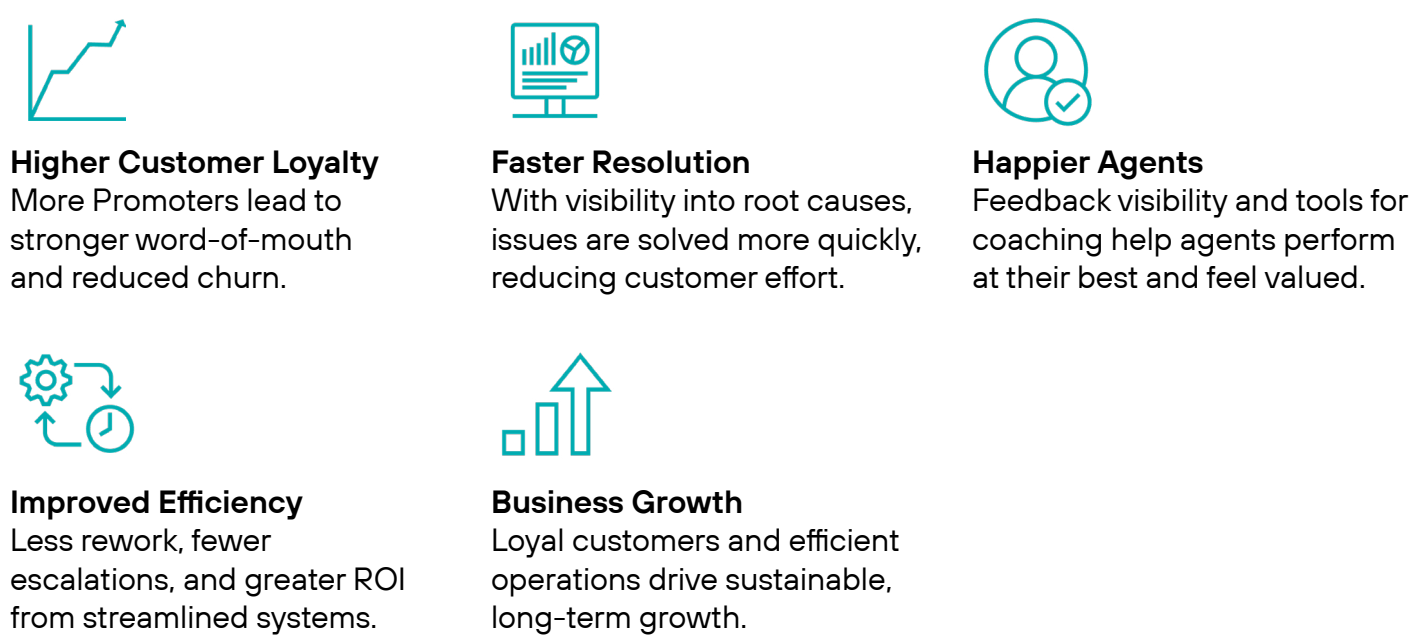 Higher Customer Loyalty
More Promoters lead to
stronger word-of-mouth
and reduced churn.
Faster Resolution
With visibility into root causes,
issues are solved more quickly,
reducing customer effort.
Happier Agents
Feedback visibility and tools for
coaching help agents perform
at their best and feel valued.
Improved Efficiency
Less rework, fewer
escalations, and greater ROI
from streamlined systems.
Business Growth
Loyal customers and efficient
operations drive sustainable,
long-term growth.